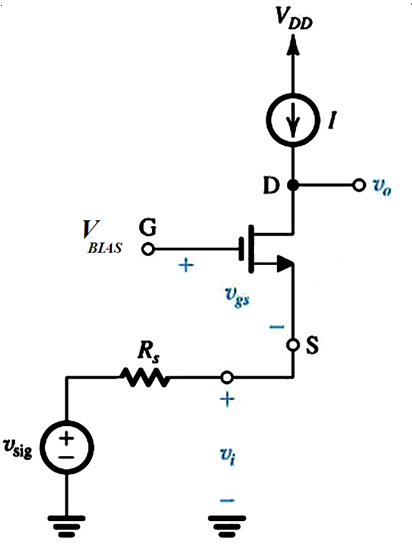 V_DD
I
D
v_o
V_BIAS
G
+
v_gs
−
S
R_s
+
v_sig
+
−
v_i
−